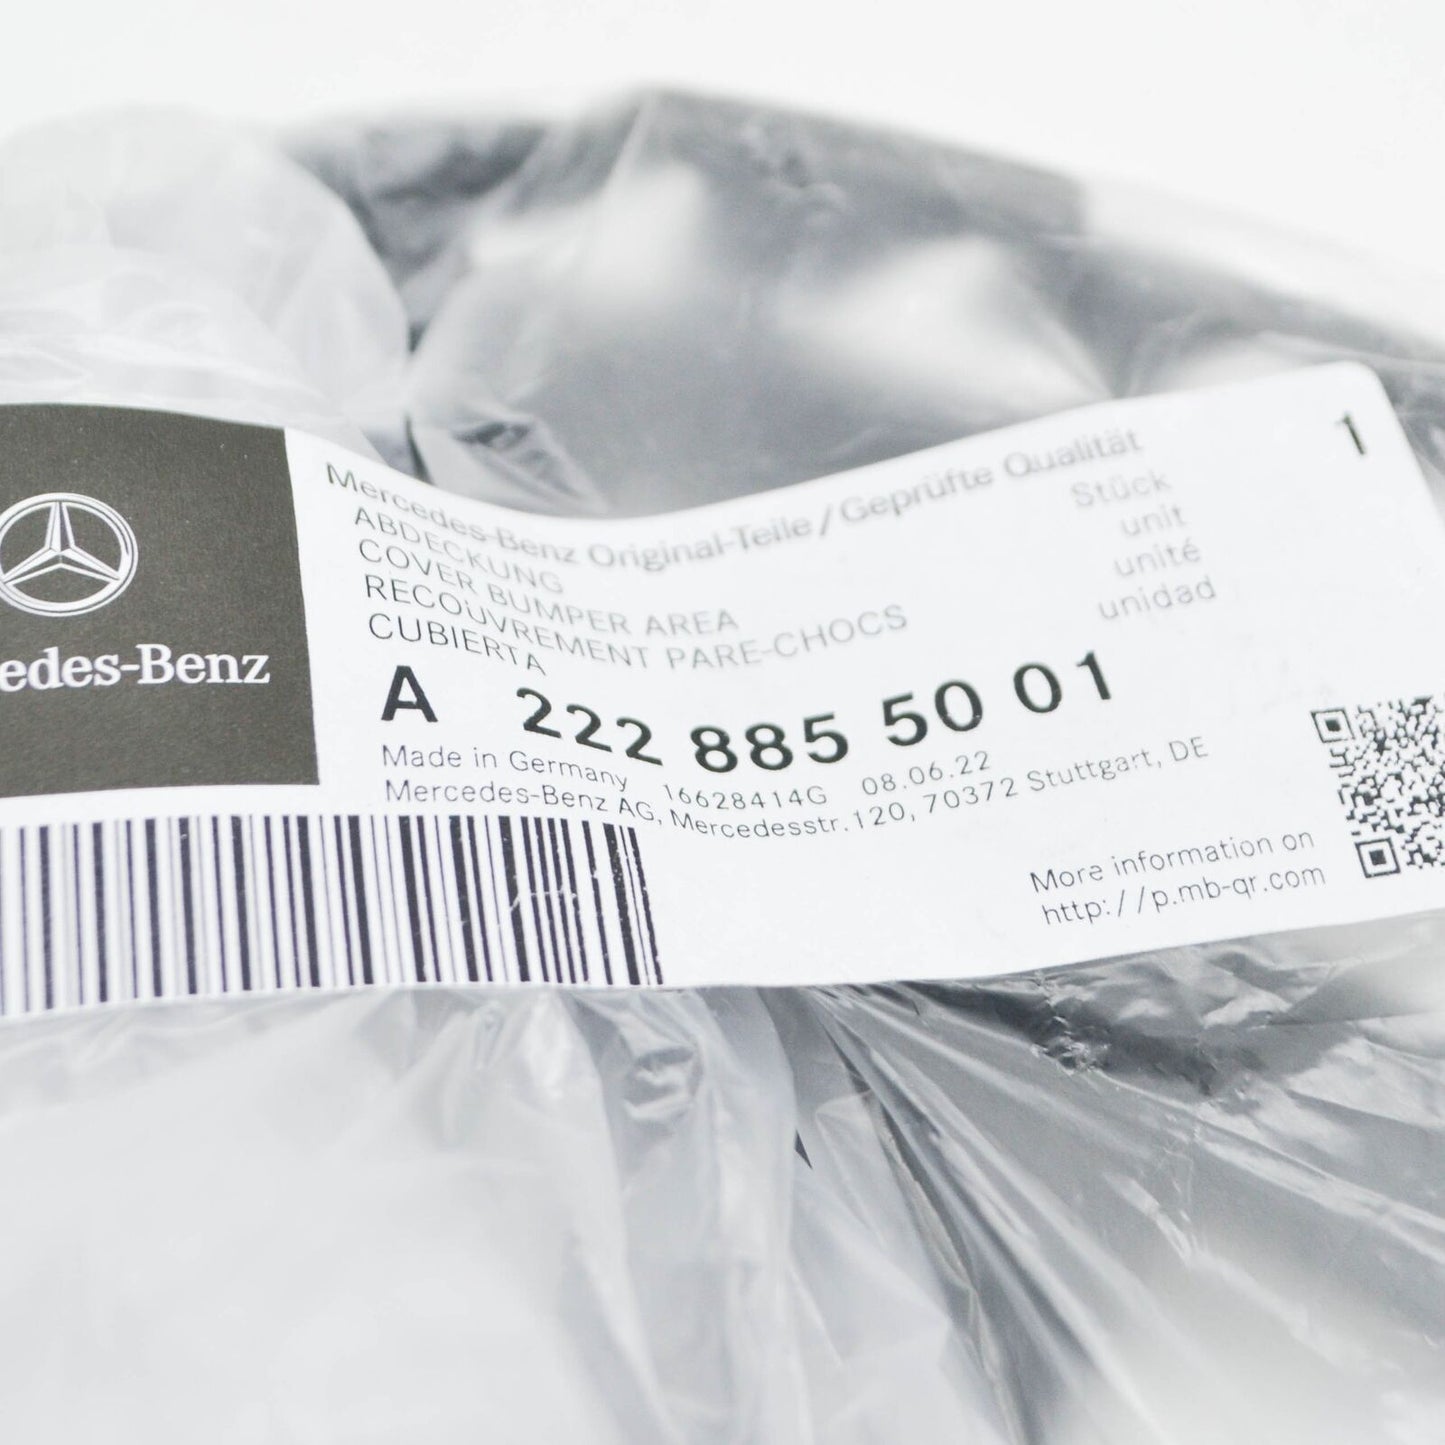 edes-Benz
Mercedes-Benz Original-Teile/Geprüfte Qualität
ABDECKUNG
COVER BUMPER AREA
RECOUVREMENT PARE-CHOCS
CUBIERTA
Stück
unit
unité
unidad
1
A 222 885 50 01
Made in Germany 16628414G 08.06.22
Mercedes-Benz AG, Mercedesstr.120, 70372 Stuttgart, DE
More information on
http://p.mb-qr.com